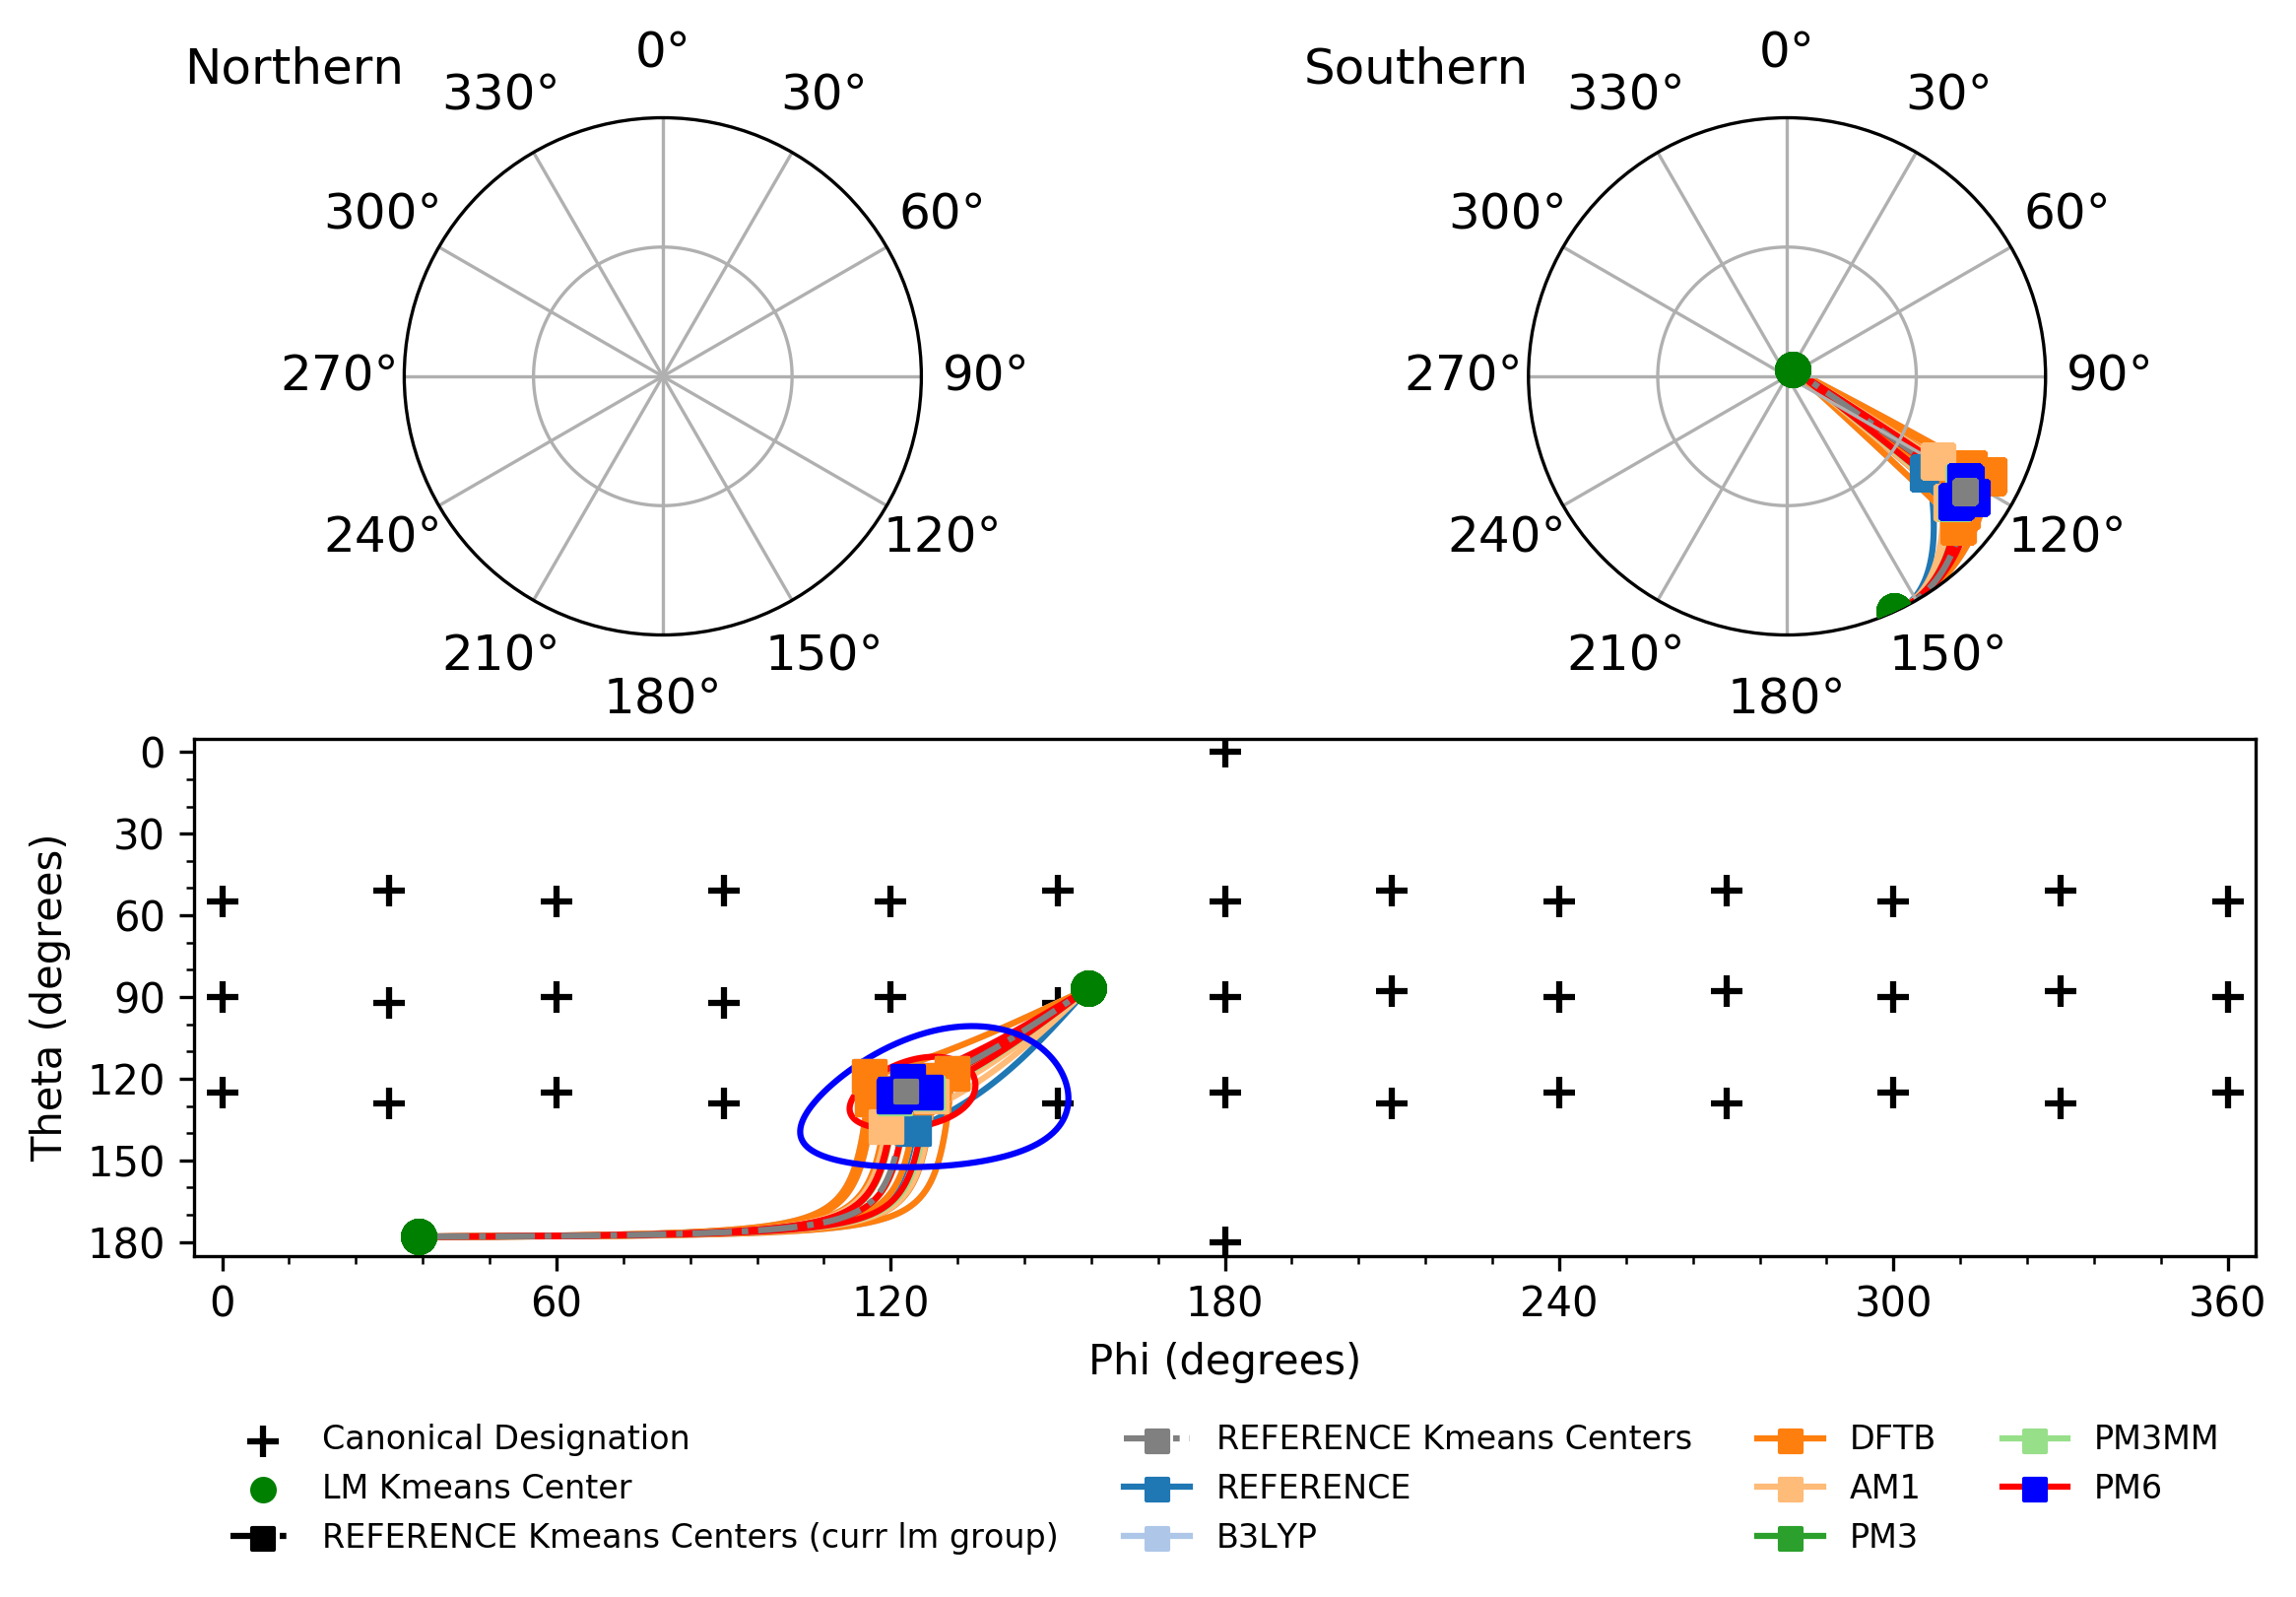 Northern
0°
330°
30°
300°
60°
270°
90°
240°
120°
210°
150°
180°
Southern
0°
330°
30°
300°
60°
270°
90°
240°
120°
210°
150°
180°
Theta (degrees)
0
30
60
90
120
150
180
0
60
120
180
240
300
360
Phi (degrees)
Canonical Designation
LM Kmeans Center
REFERENCE Kmeans Centers (curr lm group)
REFERENCE Kmeans Centers
REFERENCE
B3LYP
DFTB
AM1
PM3
PM3MM
PM6